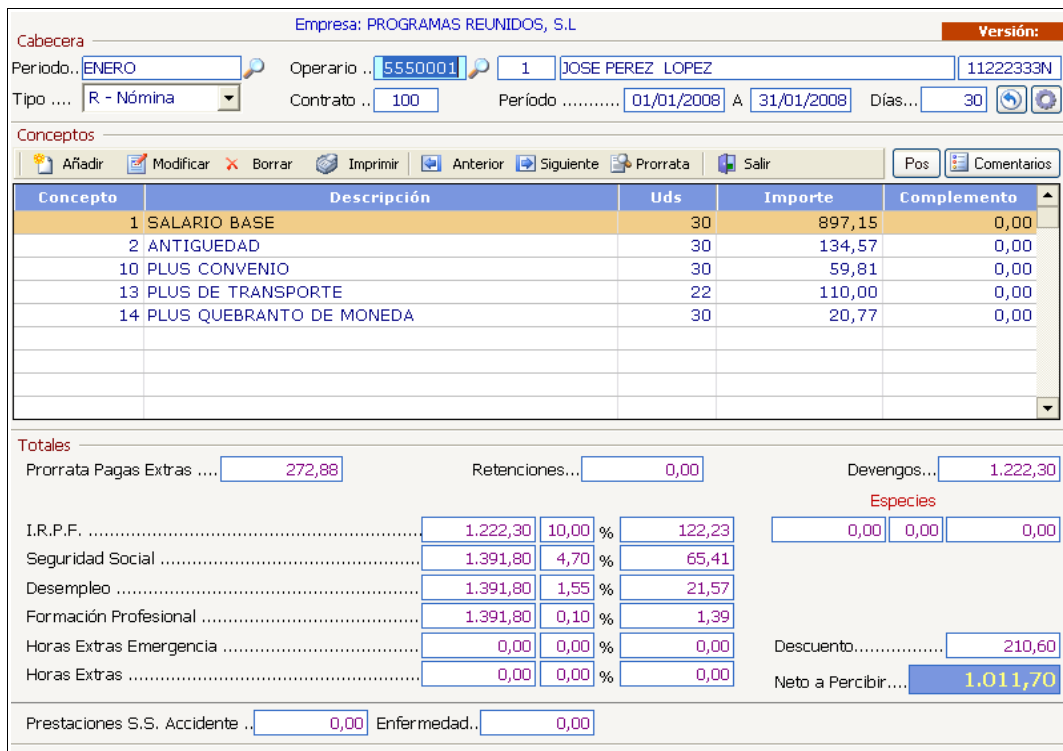 Empresa: PROGRAMAS REUNIDOS, S.L
Versión:
Cabecera
Periodo.. ENERO Operario .. 5550001 1 JOSE PEREZ LOPEZ 11222333N
Tipo .... R - Nómina Contrato .. 100 Período ........... 01/01/2008 A 31/01/2008 Días... 30
Conceptos
Añadir Modificar Borrar Imprimir Anterior Siguiente Prorrata Salir Pos Comentarios
Concepto Descripción Uds Importe Complemento
1 SALARIO BASE 30 897,15 0,00
2 ANTIGUEDAD 30 134,57 0,00
10 PLUS CONVENIO 30 59,81 0,00
13 PLUS DE TRANSPORTE 22 110,00 0,00
14 PLUS QUEBRANTO DE MONEDA 30 20,77 0,00
Totales
Prorrata Pagas Extras .... 272,88 Retenciones... 0,00 Devengos... 1.222,30
Especies
I.R.P.F. .......................................................... 1.222,30 10,00 % 122,23 0,00 0,00 0,00
Seguridad Social ............................................. 1.391,80 4,70 % 65,41
Desempleo ..................................................... 1.391,80 1,55 % 21,57
Formación Profesional ...................................... 1.391,80 0,10 % 1,39
Horas Extras Emergencia .................................. 0,00 0,00 % 0,00 Descuento................. 210,60
Horas Extras ................................................... 0,00 0,00 % 0,00 Neto a Percibir.... 1.011,70
Prestaciones S.S. Accidente .. 0,00 Enfermedad.. 0,00